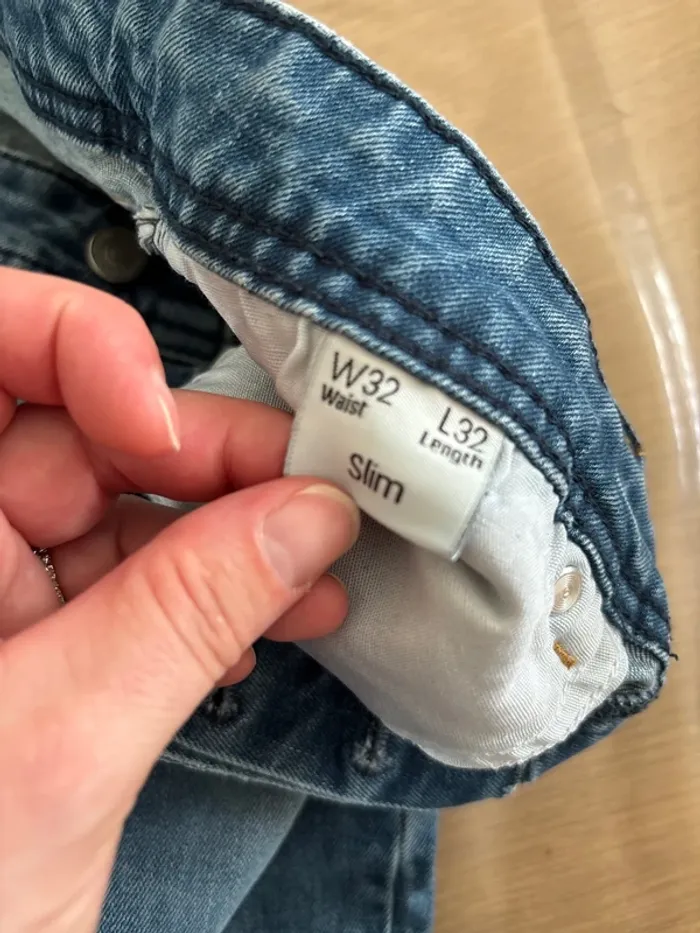 W32 L32
Waist Length
Slim